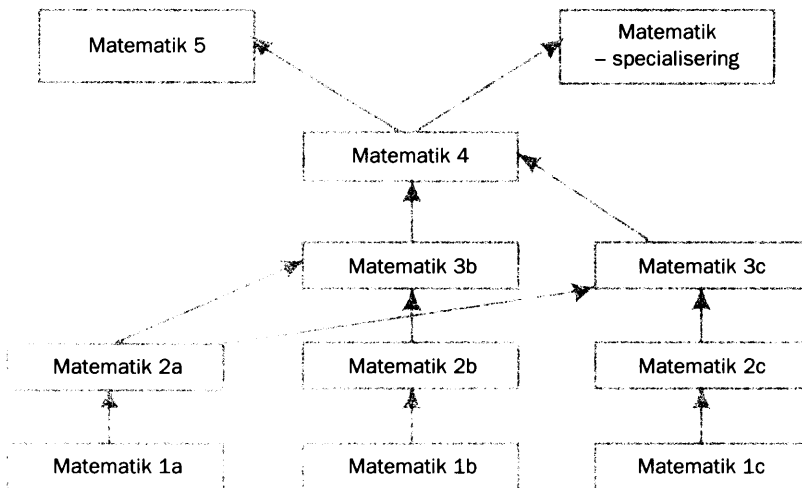 Matematik 5
Matematik
– specialisering
Matematik 4
Matematik 3b
Matematik 3c
Matematik 2a
Matematik 2b
Matematik 2c
Matematik 1a
Matematik 1b
Matematik 1c